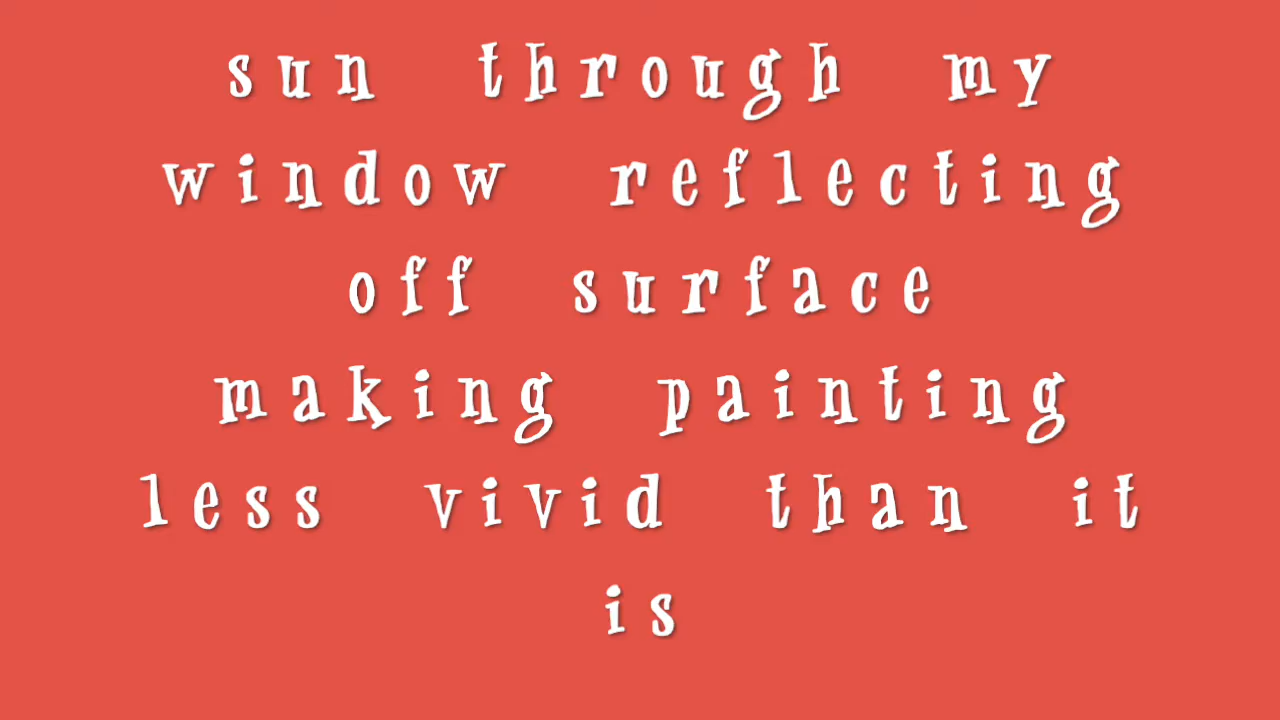 sun through my
window reflecting
off surface
making painting
less vivid than it
is